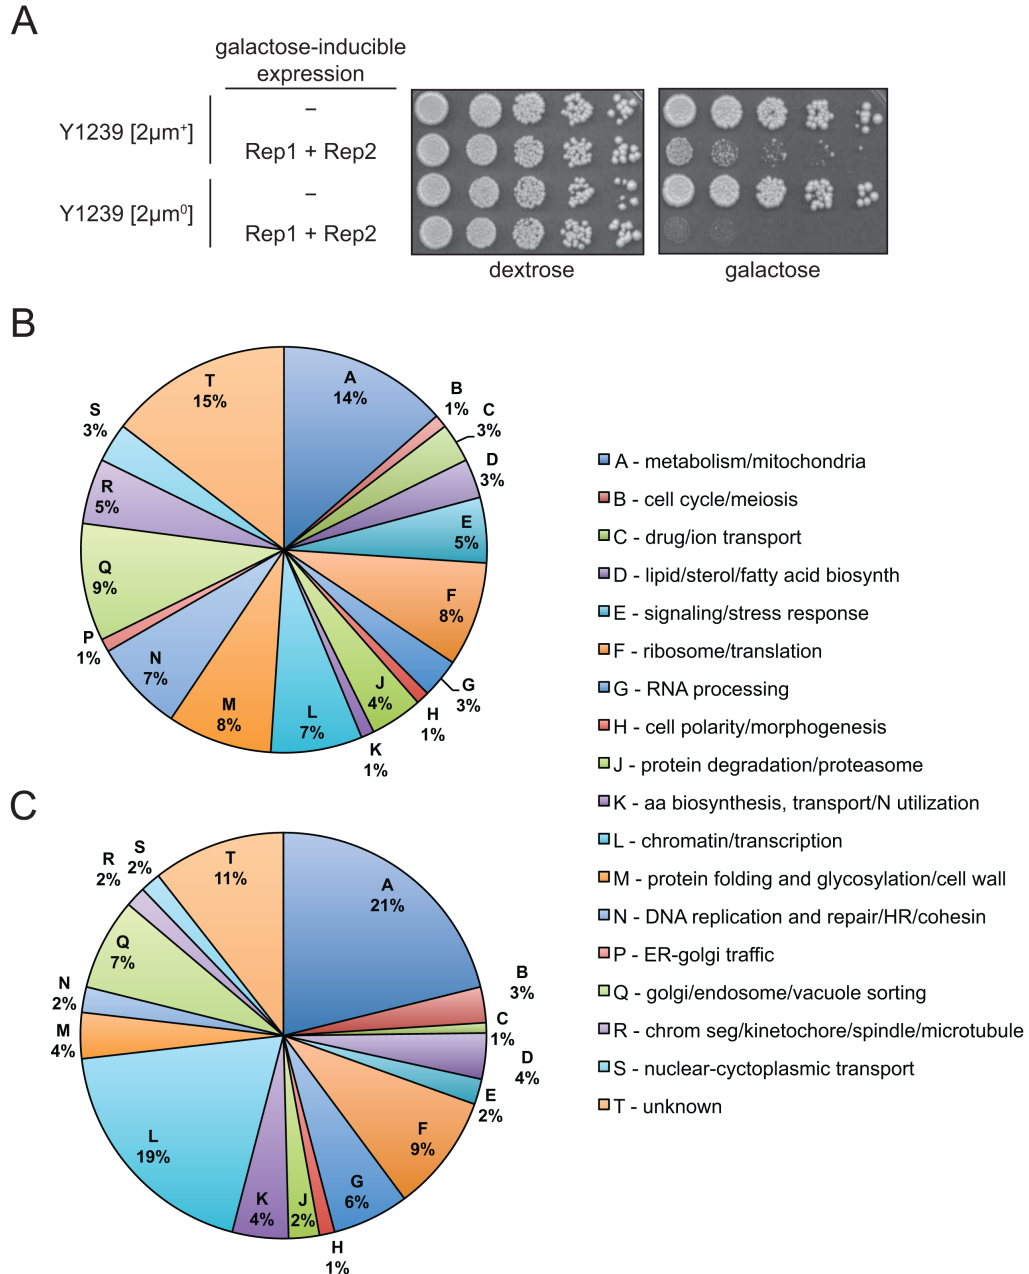 A
galactose-inducible
expression
–
Y1239 [2µm⁺]
Rep1 + Rep2
–
Y1239 [2µm⁰]
Rep1 + Rep2
dextrose
galactose
B
A
14%
B
1%
C
3%
D
3%
E
5%
F
8%
G
3%
H
1%
J
4%
K
1%
L
7%
M
8%
N
7%
P
1%
Q
9%
R
5%
S
3%
T
15%
C
A
21%
B
3%
C
1%
D
4%
E
2%
F
9%
G
6%
H
1%
J
2%
K
4%
L
19%
M
4%
N
2%
Q
7%
R
2%
S
2%
T
11%
A - metabolism/mitochondria
B - cell cycle/meiosis
C - drug/ion transport
D - lipid/sterol/fatty acid biosynth
E - signaling/stress response
F - ribosome/translation
G - RNA processing
H - cell polarity/morphogenesis
J - protein degradation/proteasome
K - aa biosynthesis, transport/N utilization
L - chromatin/transcription
M - protein folding and glycosylation/cell wall
N - DNA replication and repair/HR/cohesin
P - ER-golgi traffic
Q - golgi/endosome/vacuole sorting
R - chrom seg/kinetochore/spindle/microtubule
S - nuclear-cyctoplasmic transport
T - unknown